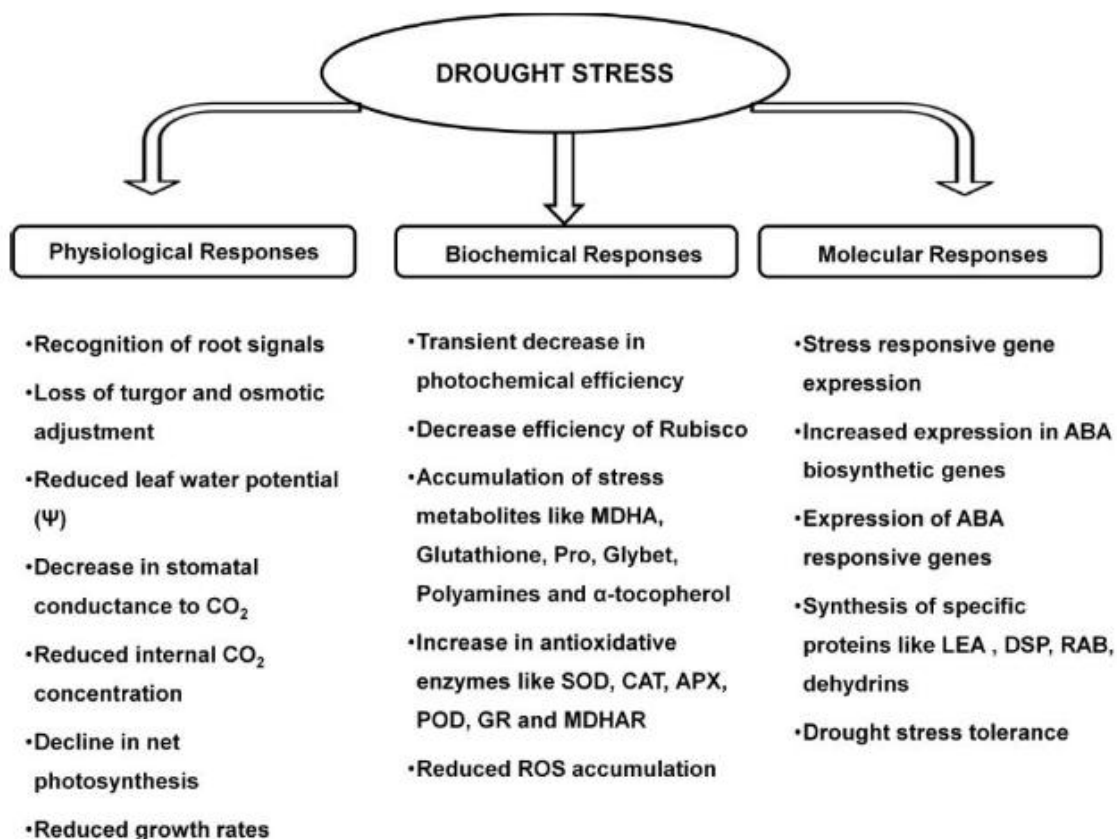 DROUGHT STRESS
Physiological Responses
•Recognition of root signals
•Loss of turgor and osmotic
adjustment
•Reduced leaf water potential
(Ψ)
•Decrease in stomatal
conductance to CO₂
•Reduced internal CO₂
concentration
•Decline in net
photosynthesis
•Reduced growth rates
Biochemical Responses
•Transient decrease in
photochemical efficiency
•Decrease efficiency of Rubisco
•Accumulation of stress
metabolites like MDHA,
Glutathione, Pro, Glybet,
Polyamines and α-tocopherol
•Increase in antioxidative
enzymes like SOD, CAT, APX,
POD, GR and MDHAR
•Reduced ROS accumulation
Molecular Responses
•Stress responsive gene
expression
•Increased expression in ABA
biosynthetic genes
•Expression of ABA
responsive genes
•Synthesis of specific
proteins like LEA , DSP, RAB,
dehydrins
•Drought stress tolerance